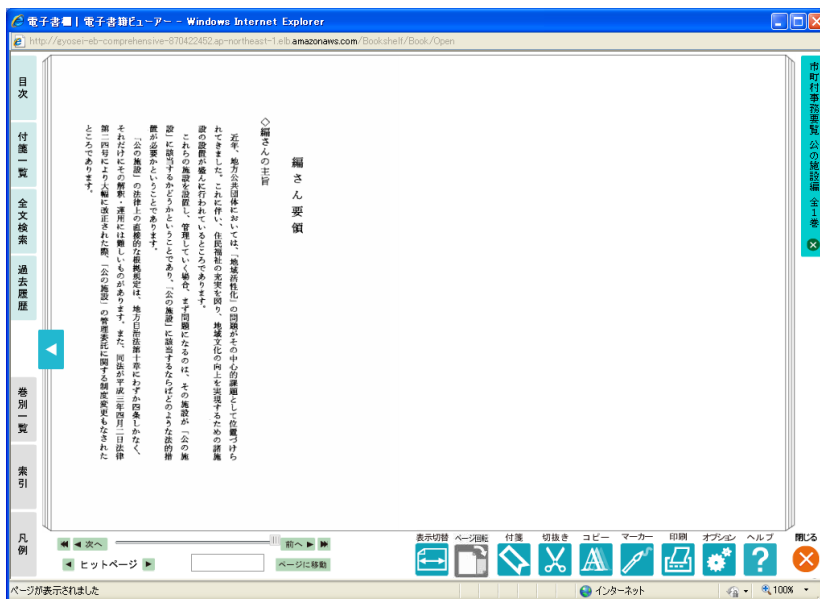 電子書棚 | 電子書籍ビューアー - Windows Internet Explorer
http://gyosei-eb-comprehensive-870422452.ap-northeast-1.elb.amazonaws.com/Bookshelf/Book/Open
目次
付箋一覧
全文検索
過去履歴
巻別一覧
索引
凡例
市町村事務要覧 公の施設編 全1巻
編さん要領
◇編さんの主旨
近年、地方公共団体においては、「地域活性化」の問題がその中心的課題として位置づけら
れてきました。これに伴い、住民福祉の充実を図り、地域文化の向上を実現するための諸施
設の設置が盛んに行われているところであります。
これらの施設を設置し、管理していく場合、まず問題になるのは、その施設が「公の施
設」に該当するかどうかということであり、「公の施設」に該当するならばどのような法的措
置が必要かということであります。
「公の施設」の法律上の直接的な根拠規定は、地方自治法第十章にわずか四条しかなく、
それだけにその解釈・運用には難しいものがあります。また、同法が平成三年四月二日法律
第二四号により大幅に改正された際、「公の施設」の管理委託に関する制度変更もなされた
ところであります。
次へ
前へ
ヒットページ
ページに移動
表示切替
ページ回転
付箋
切抜き
コピー
マーカー
印刷
オプション
ヘルプ
閉じる
ページが表示されました
インターネット
100%